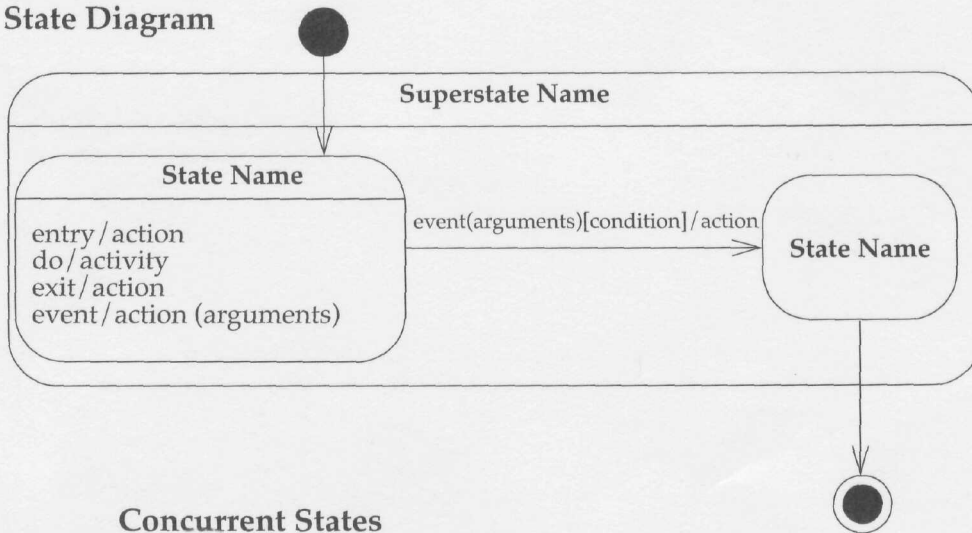 State Diagram
Superstate Name
State Name
entry/action
do/activity
exit/action
event/action (arguments)
event(arguments)[condition]/action
State Name
Concurrent States